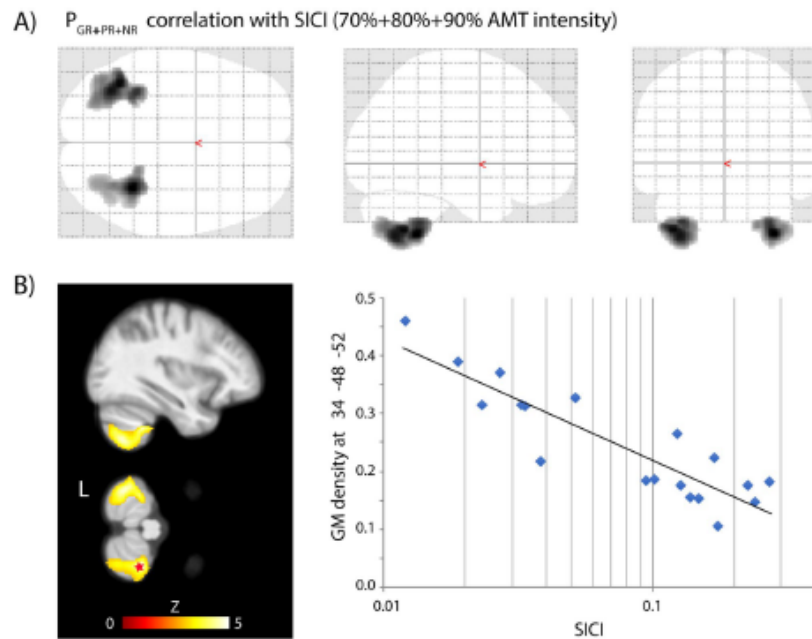 A) P_GR+PR+NR correlation with SICI (70%+80%+90% AMT intensity)
<
<
<
B)
L
Z
0 5
GM density at 34 -48 -52
0.5
0.4
0.3
0.2
0.1
0.0
0.01 0.1
SICI